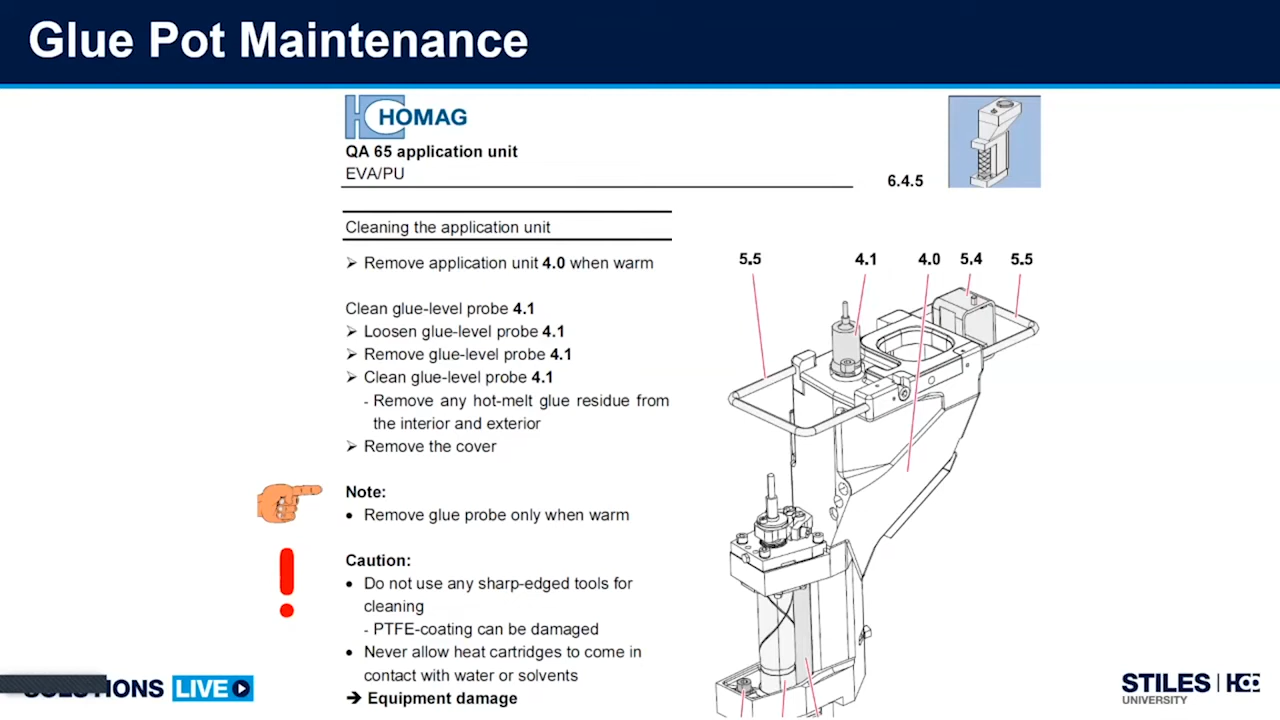 Glue Pot Maintenance
HOMAG
QA 65 application unit
EVA/PU
6.4.5
Cleaning the application unit
➢ Remove application unit 4.0 when warm
Clean glue-level probe 4.1
➢ Loosen glue-level probe 4.1
➢ Remove glue-level probe 4.1
➢ Clean glue-level probe 4.1
- Remove any hot-melt glue residue from
the interior and exterior
➢ Remove the cover
Note:
• Remove glue probe only when warm
Caution:
• Do not use any sharp-edged tools for
cleaning
- PTFE-coating can be damaged
• Never allow heat cartridges to come in
contact with water or solvents
➔ Equipment damage
5.5 4.1 4.0 5.4 5.5
SOLUTIONS LIVE
STILES
UNIVERSITY